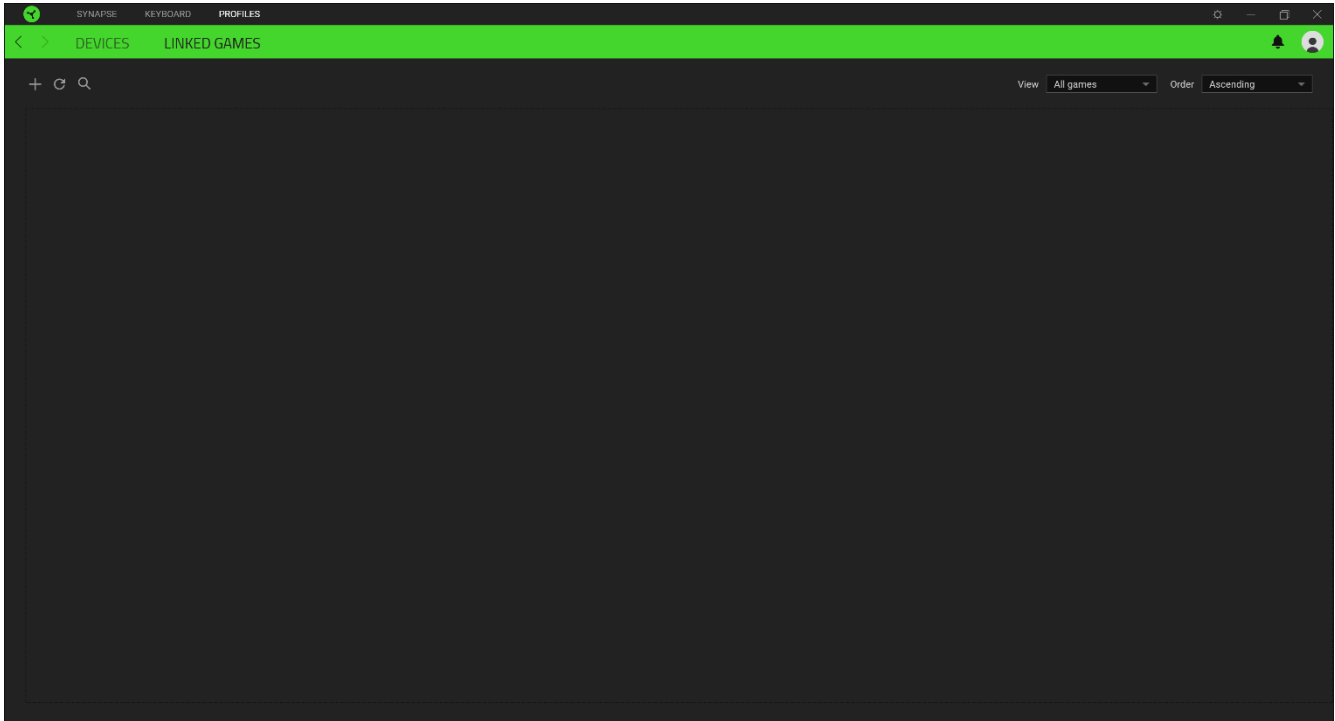 SYNAPSE KEYBOARD PROFILES
DEVICES LINKED GAMES
View All games Order Ascending